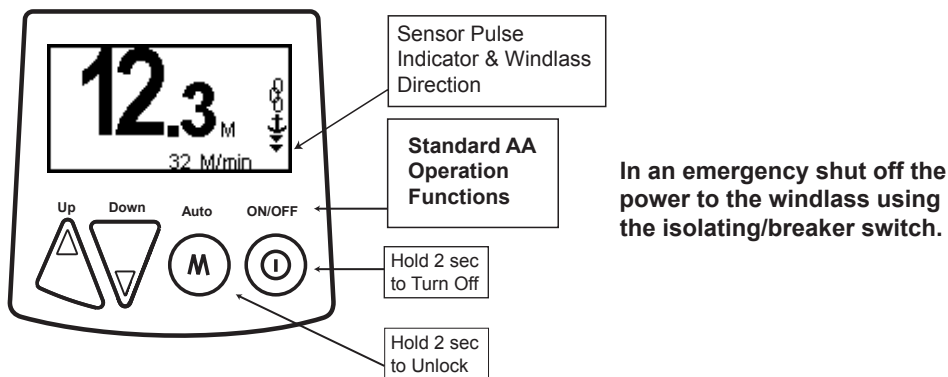 12.3 M
32 M/min
Up Down Auto ON/OFF
M
Sensor Pulse
Indicator & Windlass
Direction
Standard AA
Operation
Functions
Hold 2 sec
to Turn Off
Hold 2 sec
to Unlock
In an emergency shut off the
power to the windlass using
the isolating/breaker switch.